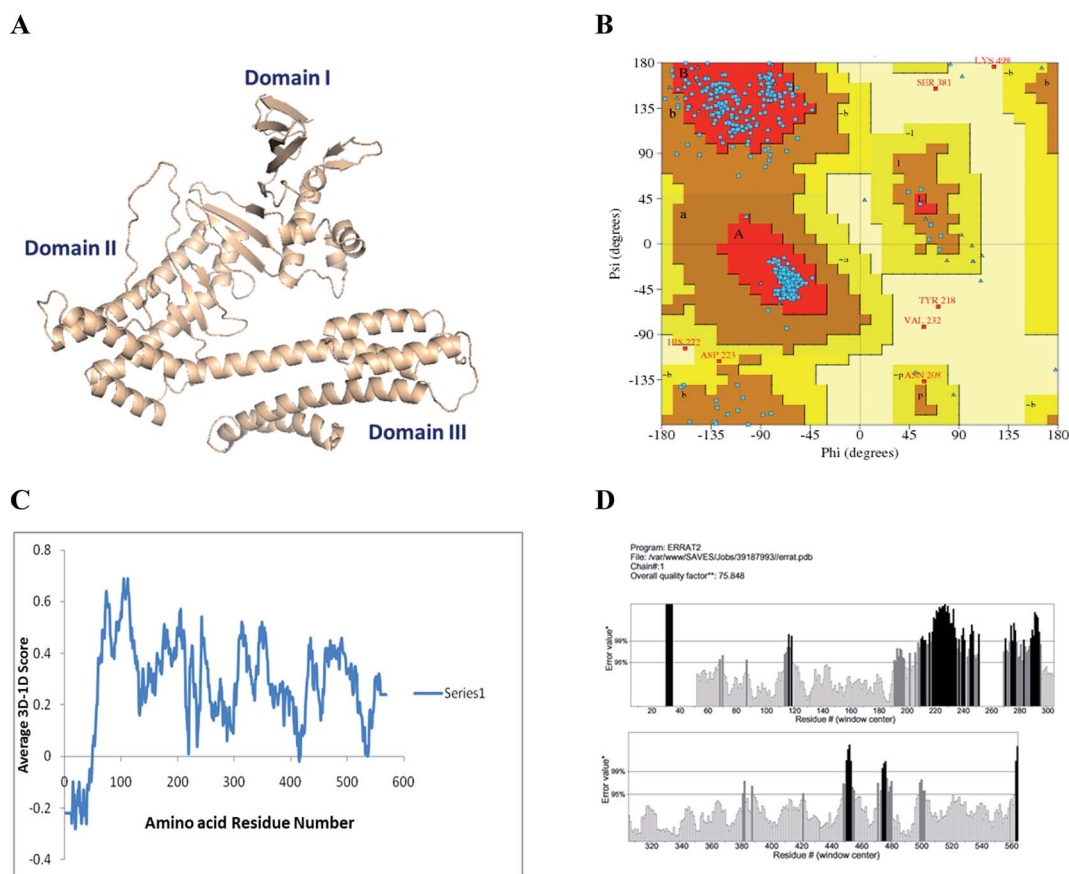 A
Domain I
Domain II
Domain III
B
B
A
L
b
a
l
p
~b
~a
~l
~p
LYS 498
SER 381
TYR 218
VAL 232
HIS 272
ASP 223
ASN 209
180
135
90
45
0
-45
-90
-135
-180
-135
-90
-45
0
45
90
135
180
Psi (degrees)
Phi (degrees)
C
0.8
0.6
0.4
0.2
0
-0.2
-0.4
0
100
200
300
400
500
600
Average 3D-1D Score
Amino acid Residue Number
Series1
D
Program: ERRAT2
File: /var/www/SAVES/Jobs/39187993//errat.pdb
Chain#:1
Overall quality factor**: 75.848
Error value*
99%
95%
20 40 60 80 100 120 140 160 180 200 220 240 260 280 300
Residue # (window center)
Error value*
99%
95%
320 340 360 380 400 420 440 460 480 500 520 540 560
Residue # (window center)